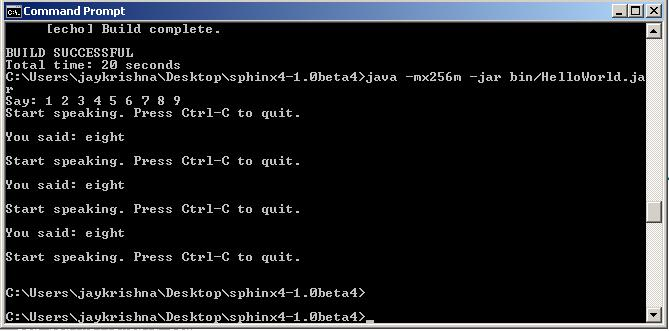 Command Prompt
[echo] Build complete.
BUILD SUCCESSFUL
Total time: 20 seconds
C:\Users\jaykrishna\Desktop\sphinx4-1.0beta4>java -mx256m -jar bin/HelloWorld.ja
r
Say: 1 2 3 4 5 6 7 8 9
Start speaking. Press Ctrl-C to quit.
You said: eight
Start speaking. Press Ctrl-C to quit.
You said: eight
Start speaking. Press Ctrl-C to quit.
You said: eight
Start speaking. Press Ctrl-C to quit.
C:\Users\jaykrishna\Desktop\sphinx4-1.0beta4>
C:\Users\jaykrishna\Desktop\sphinx4-1.0beta4>_